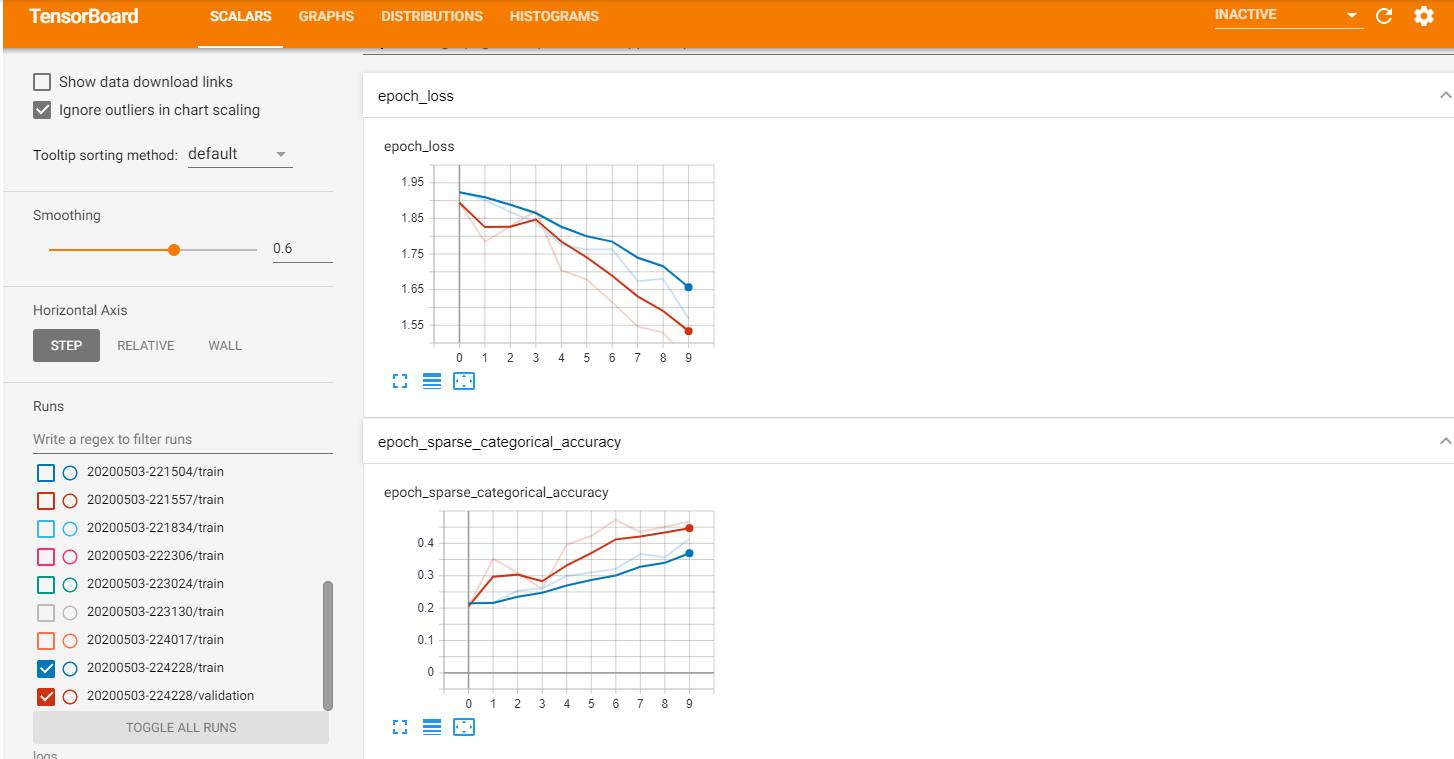 TensorBoard SCALARS GRAPHS DISTRIBUTIONS HISTOGRAMS INACTIVE
Show data download links
Ignore outliers in chart scaling
Tooltip sorting method: default
Smoothing
0.6
Horizontal Axis
STEP RELATIVE WALL
Runs
Write a regex to filter runs
20200503-221504/train
20200503-221557/train
20200503-221834/train
20200503-222306/train
20200503-223024/train
20200503-223130/train
20200503-224017/train
20200503-224228/train
20200503-224228/validation
TOGGLE ALL RUNS
logs
epoch_loss
epoch_loss
1.95
1.85
1.75
1.65
1.55
0 1 2 3 4 5 6 7 8 9
epoch_sparse_categorical_accuracy
epoch_sparse_categorical_accuracy
0.4
0.3
0.2
0.1
0
0 1 2 3 4 5 6 7 8 9